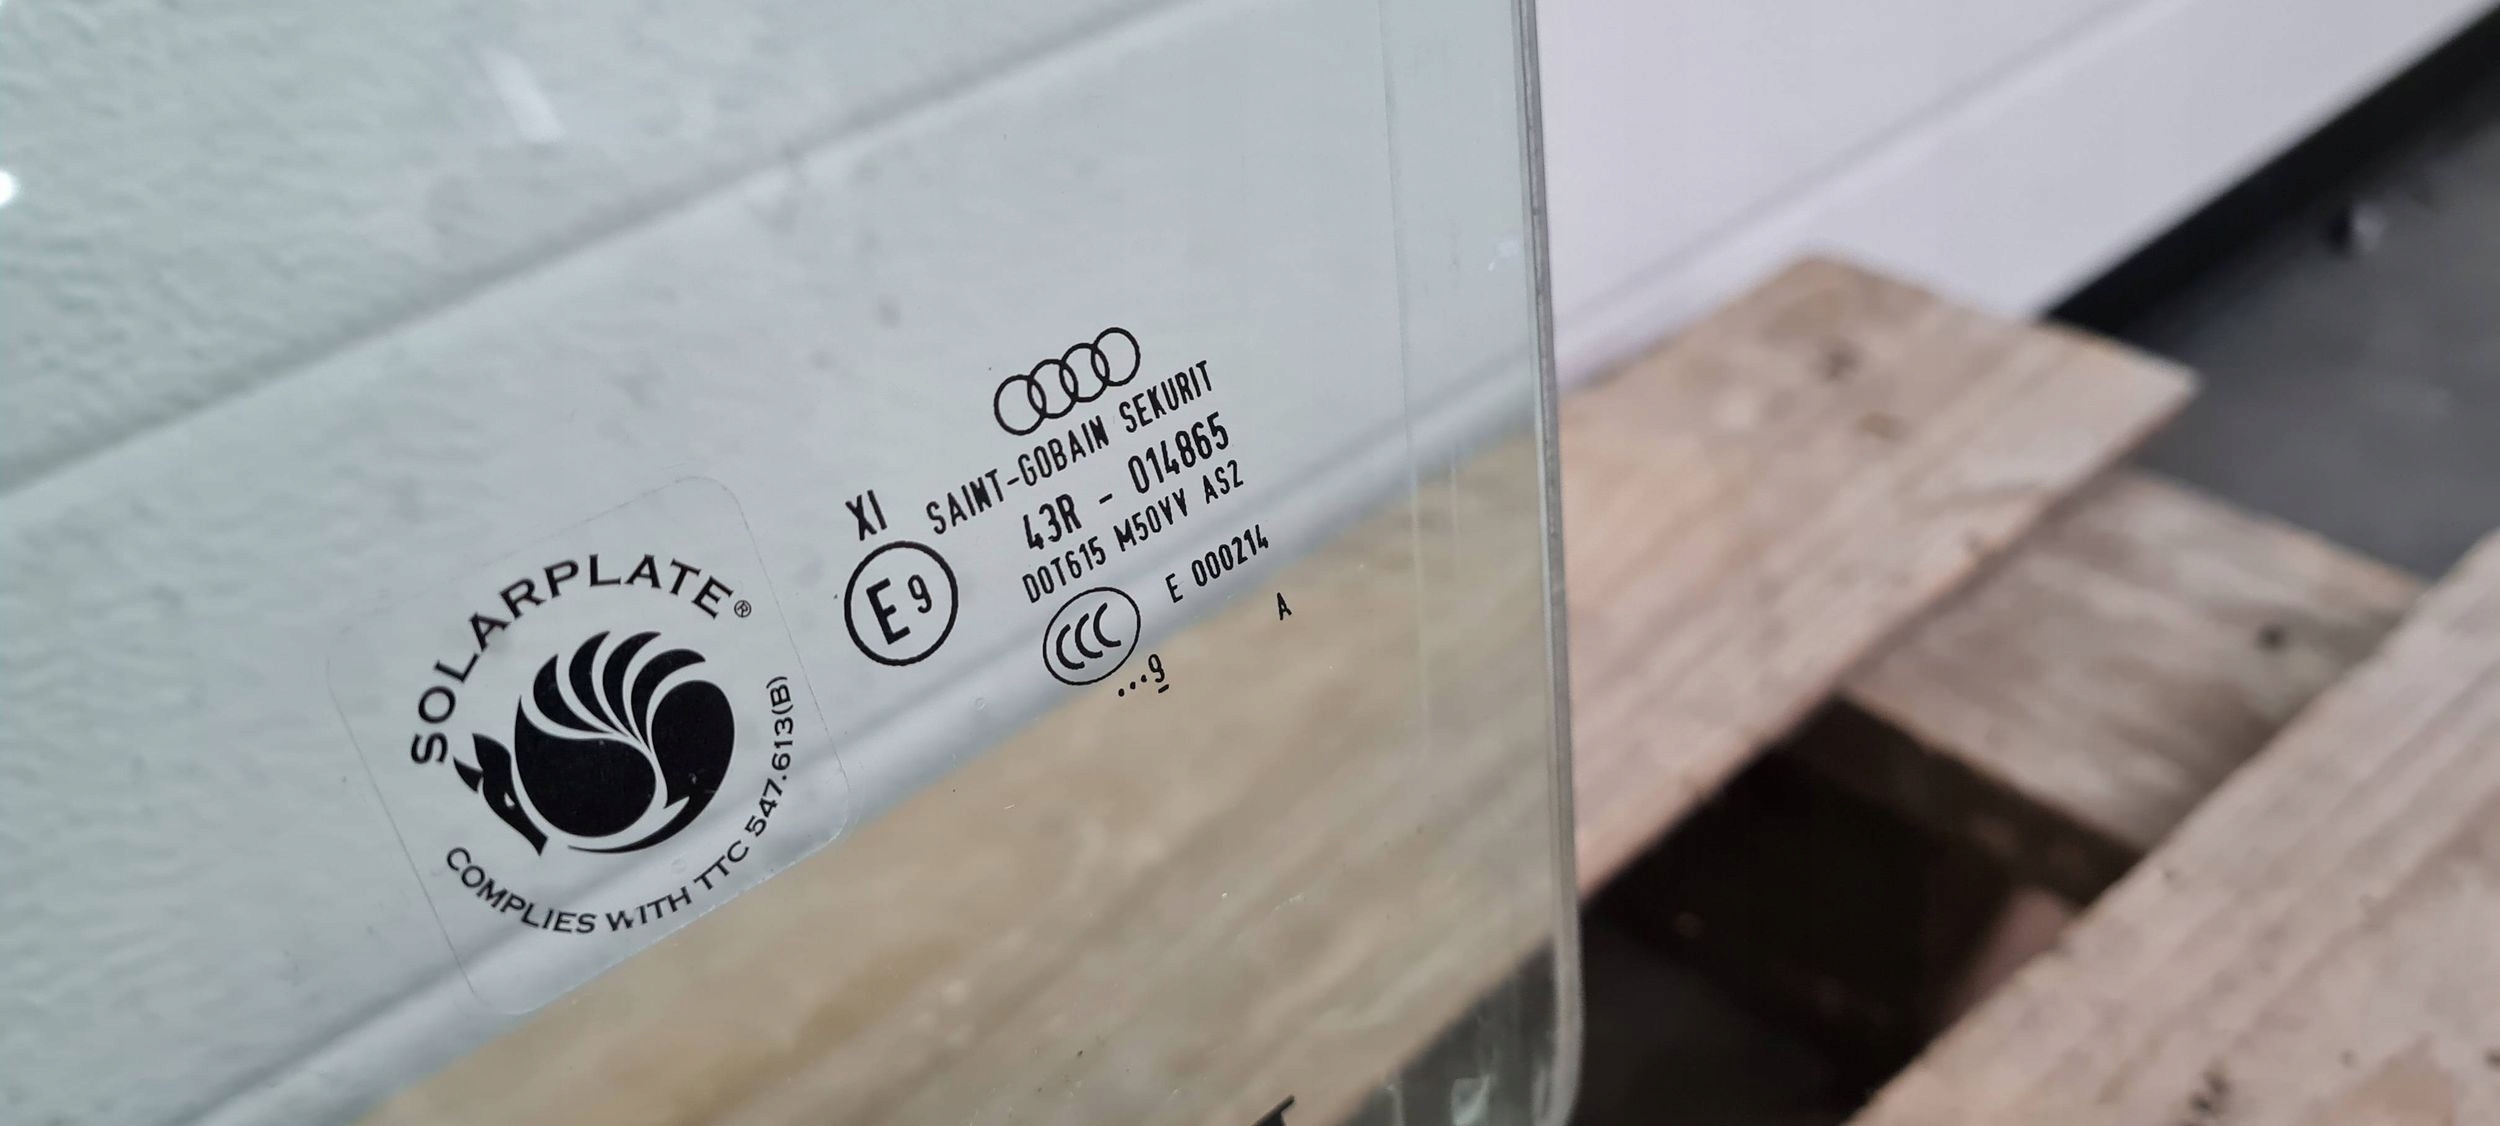 SOLARPLATE®
COMPLIES WITH TTC 547.613(B)
XI
E9
SAINT-GOBAIN SEKURIT
43R - 014865
DOT615 M50VV AS2
CCC E 000214
A
...9